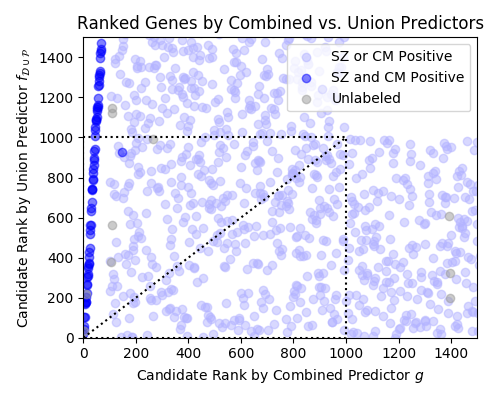 Ranked Genes by Combined vs. Union Predictors
Candidate Rank by Union Predictor f_{𝒟∪𝒫}
1400
1200
1000
800
600
400
200
0
SZ or CM Positive
SZ and CM Positive
Unlabeled
0 200 400 600 800 1000 1200 1400
Candidate Rank by Combined Predictor g